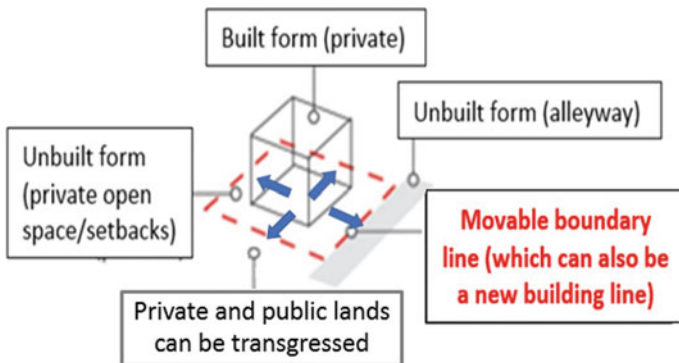 Built form (private)
Unbuilt form (alleyway)
Unbuilt form
(private open
space/setbacks)
Movable boundary
line (which can also be
a new building line)
Private and public lands
can be transgressed